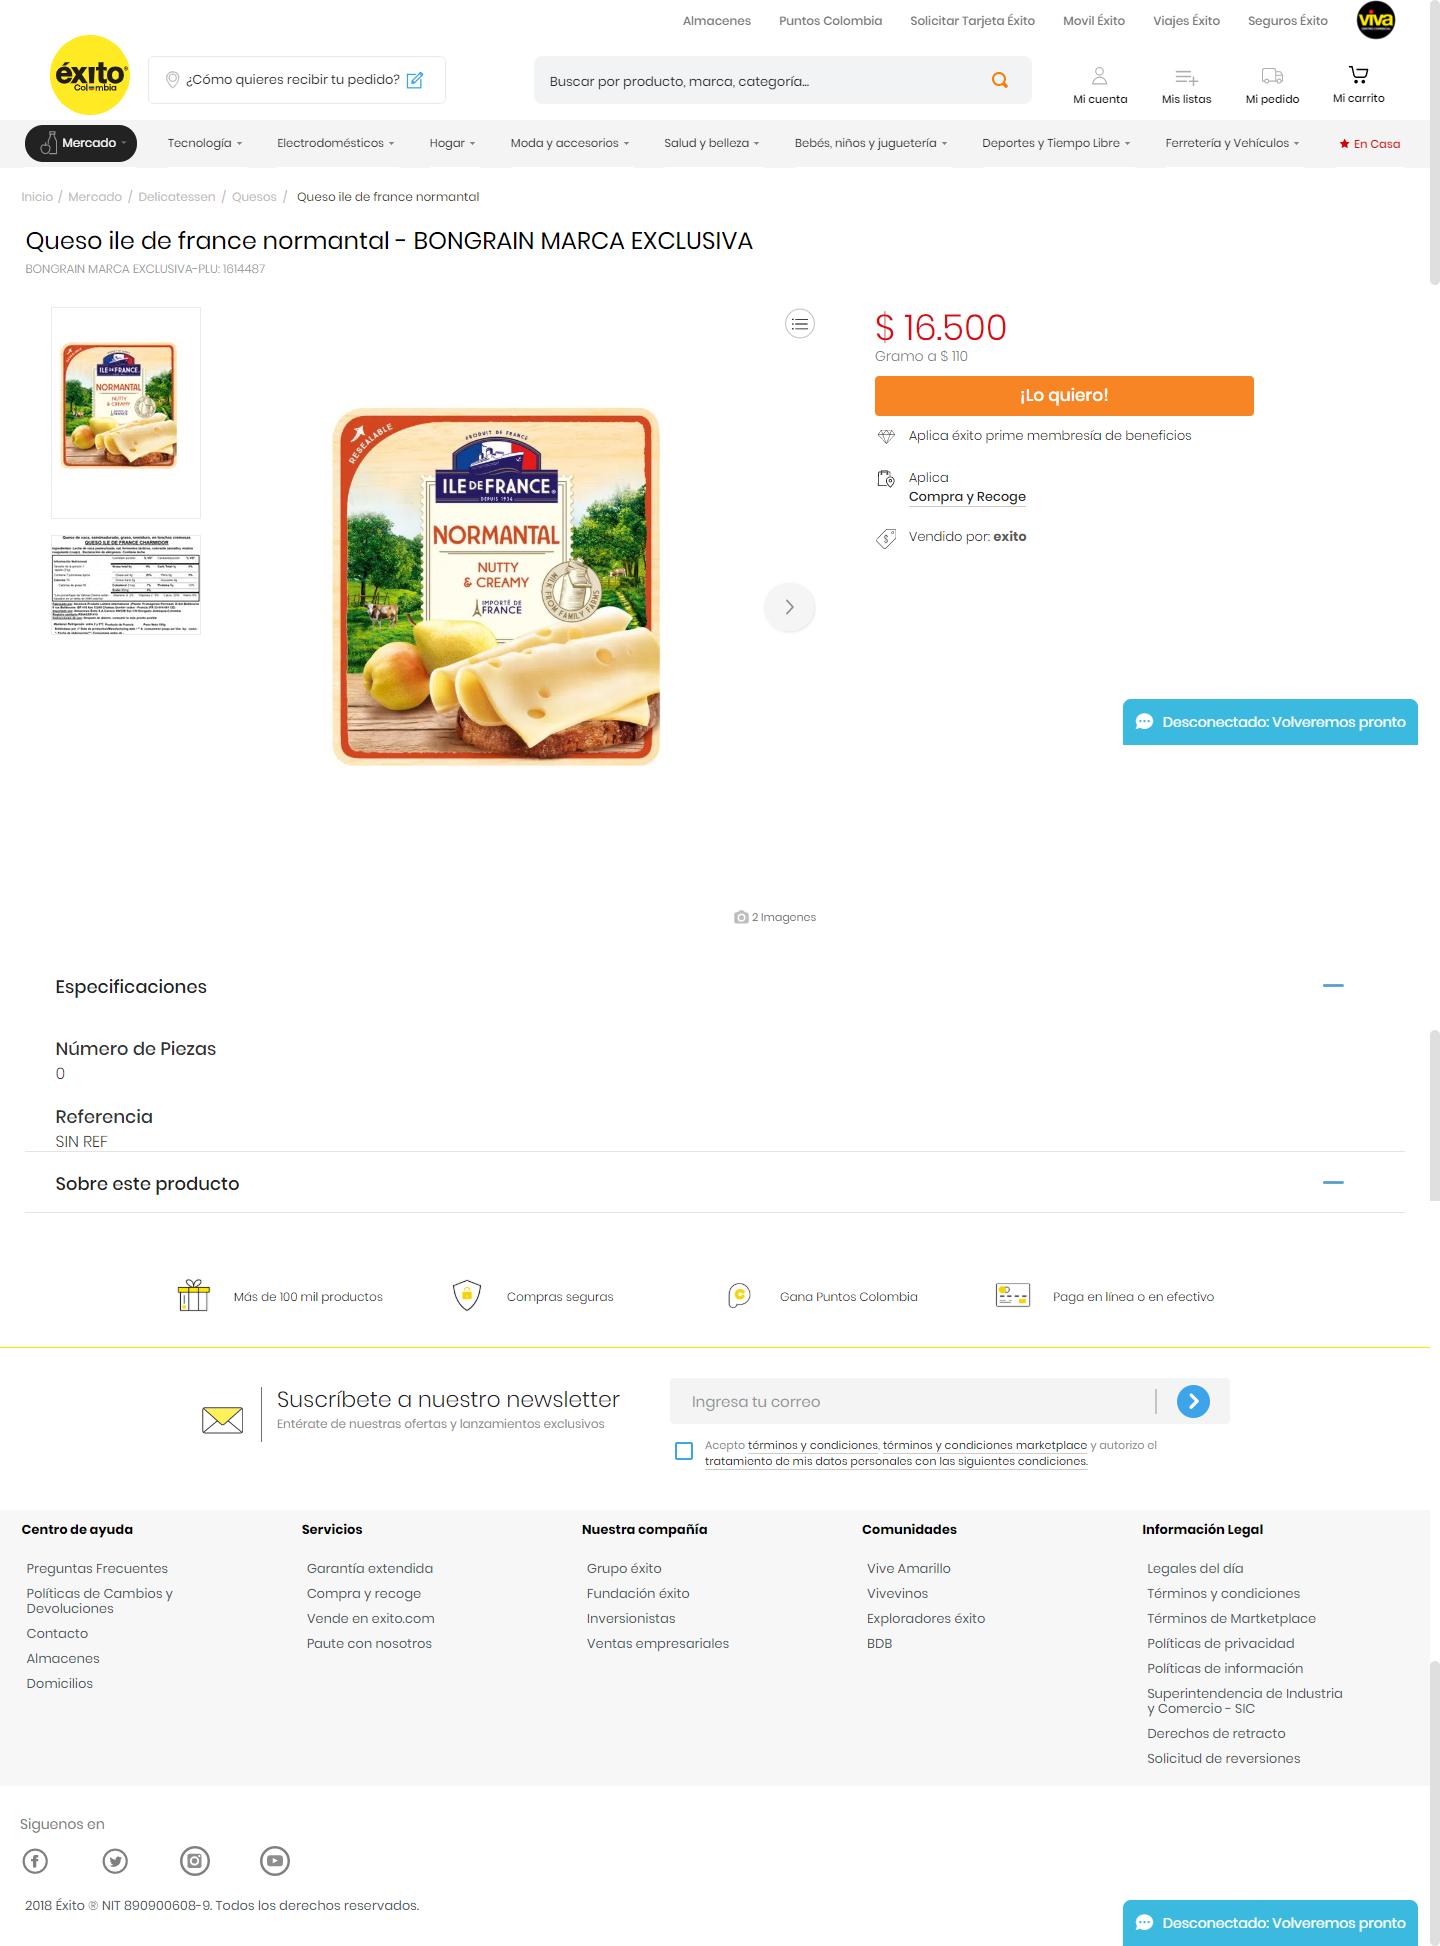 Almacenes Puntos Colombia Solicitar Tarjeta Éxito Movil Éxito Viajes Éxito Seguros Éxito viva
éxito
Colombia
¿Cómo quieres recibir tu pedido?
Buscar por producto, marca, categoría...
Mi cuenta Mis listas Mi pedido Mi carrito
Mercado Tecnología Electrodomésticos Hogar Moda y accesorios Salud y belleza Bebés, niños y juguetería Deportes y Tiempo Libre Ferretería y Vehículos En Casa
Inicio / Mercado / Delicatessen / Quesos / Queso ile de france normantal
Queso ile de france normantal - BONGRAIN MARCA EXCLUSIVA
BONGRAIN MARCA EXCLUSIVA-PLU: 1614487
ILE DE FRANCE
NORMANTAL
NUTTY
& CREAMY
QUESO ILE DE FRANCE CHARMIDOR
RESEALABLE
PRODUIT DE FRANCE
ILE DE FRANCE
DEPUIS 1936
NORMANTAL
NUTTY
& CREAMY
MILK FROM FAMILY FARMS
IMPORTÉ DE
FRANCE
$ 16.500
Gramo a $ 110
¡Lo quiero!
Aplica éxito prime membresía de beneficios
Aplica
Compra y Recoge
Vendido por: exito
Desconectado: Volveremos pronto
2 Imagenes
Especificaciones
Número de Piezas
0
Referencia
SIN REF
Sobre este producto
Más de 100 mil productos Compras seguras Gana Puntos Colombia Paga en línea o en efectivo
Suscríbete a nuestro newsletter
Entérate de nuestras ofertas y lanzamientos exclusivos
Ingresa tu correo
Acepto términos y condiciones, términos y condiciones marketplace y autorizo el
tratamiento de mis datos personales con las siguientes condiciones.
Centro de ayuda
Preguntas Frecuentes
Políticas de Cambios y
Devoluciones
Contacto
Almacenes
Domicilios
Servicios
Garantía extendida
Compra y recoge
Vende en exito.com
Paute con nosotros
Nuestra compañía
Grupo éxito
Fundación éxito
Inversionistas
Ventas empresariales
Comunidades
Vive Amarillo
Vivevinos
Exploradores éxito
BDB
Información Legal
Legales del día
Términos y condiciones
Términos de Martketplace
Políticas de privacidad
Políticas de información
Superintendencia de Industria
y Comercio - SIC
Derechos de retracto
Solicitud de reversiones
Siguenos en
2018 Éxito ® NIT 890900608-9. Todos los derechos reservados.
Desconectado: Volveremos pronto